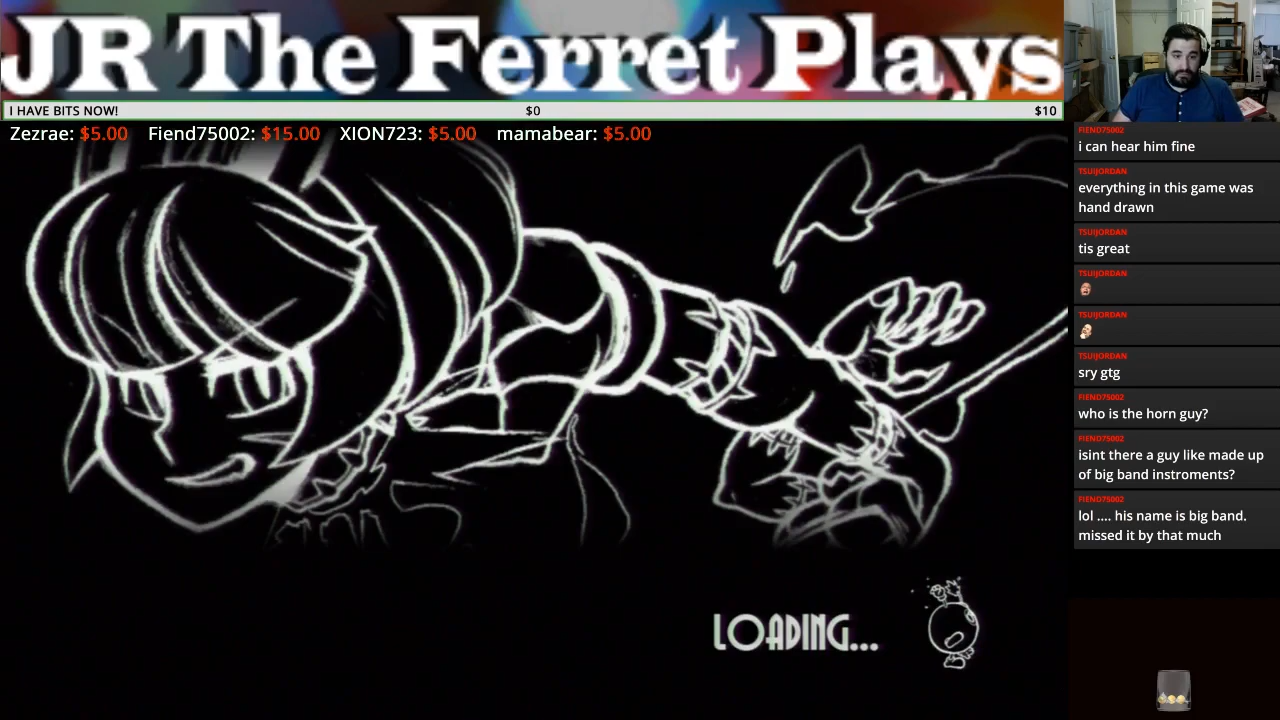 JR The Ferret Plays
I HAVE BITS NOW! $0 $10
Zezrae: $5.00 Fiend75002: $15.00 XION723: $5.00 mamabear: $5.00
FIEND75002
i can hear him fine
TSUIJORDAN
everything in this game was
hand drawn
TSUIJORDAN
tis great
TSUIJORDAN
TSUIJORDAN
TSUIJORDAN
sry gtg
FIEND75002
who is the horn guy?
FIEND75002
isint there a guy like made up
of big band instroments?
FIEND75002
lol .... his name is big band.
missed it by that much
LOADING...